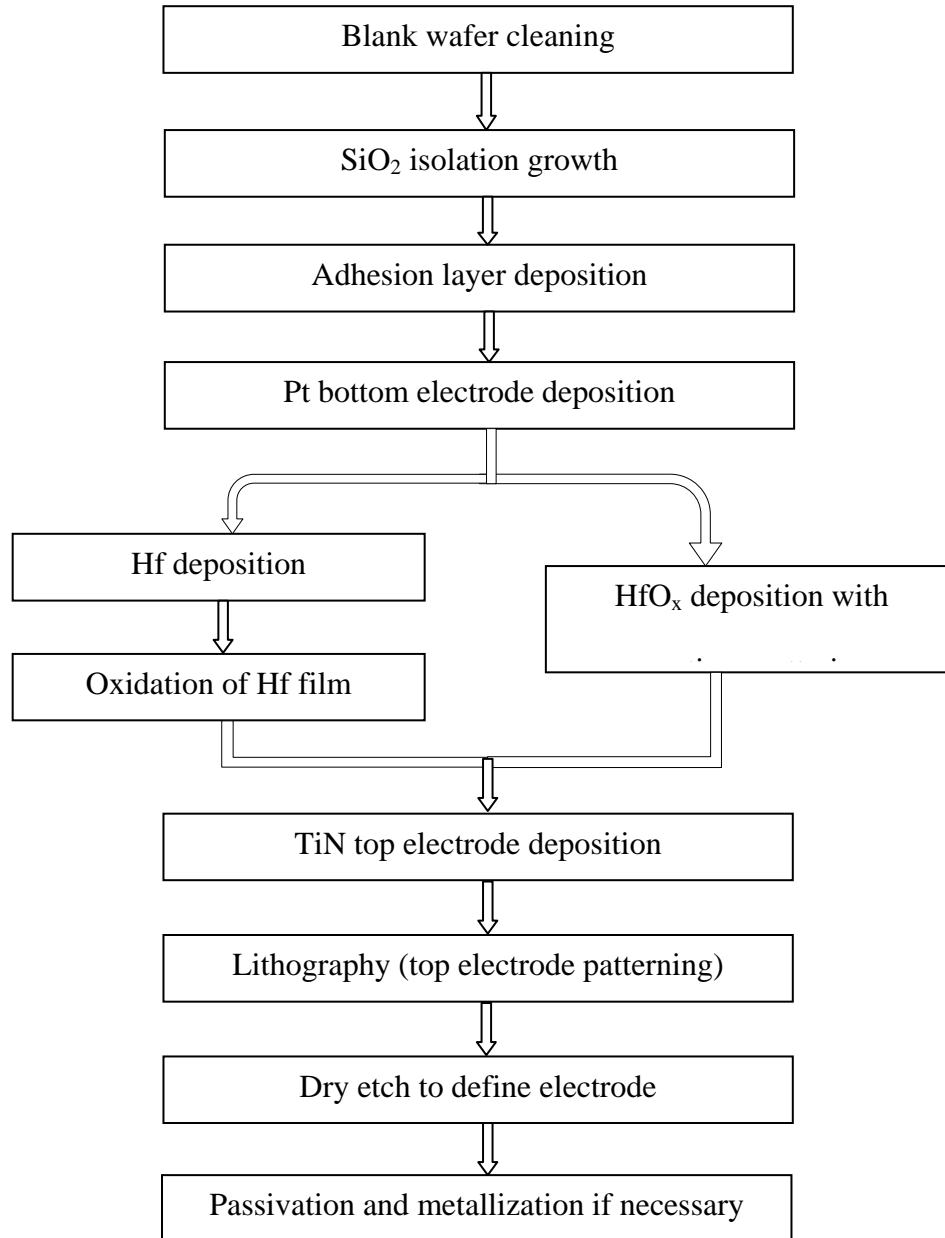 Blank wafer cleaning
SiO₂ isolation growth
Adhesion layer deposition
Pt bottom electrode deposition
Hf deposition
Oxidation of Hf film
HfOₓ deposition with
TiN top electrode deposition
Lithography (top electrode patterning)
Dry etch to define electrode
Passivation and metallization if necessary